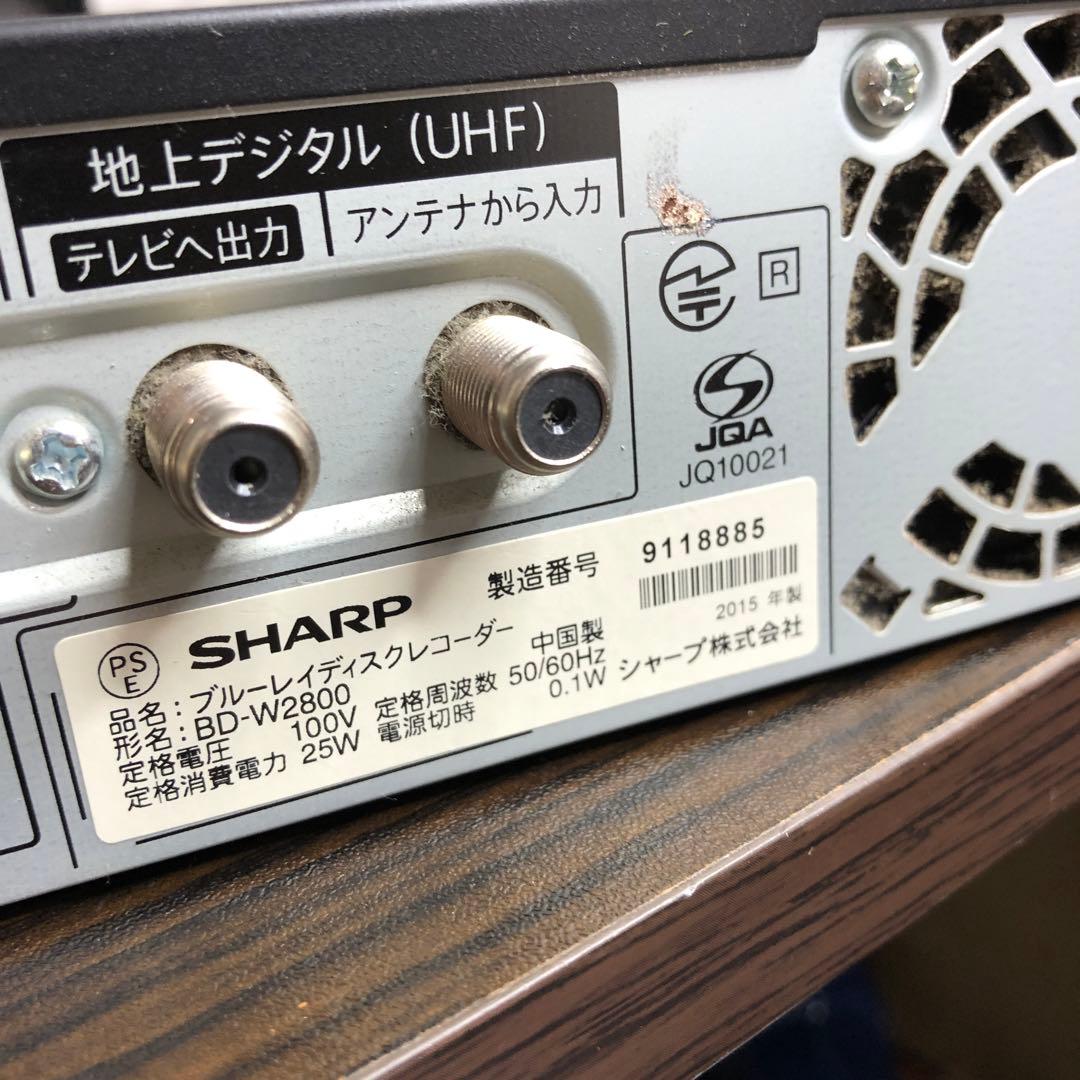 地上デジタル (UHF)
テレビへ出力
アンテナから入力
R
JQA
JQ10021
PS
E
SHARP
製造番号
9118885
2015 年製
品名:ブルーレイディスクレコーダー
中国製
形名:BD-W2800
定格電圧 100V 定格周波数 50/60Hz シャープ株式会社
定格消費電力 25W 電源切時 0.1W